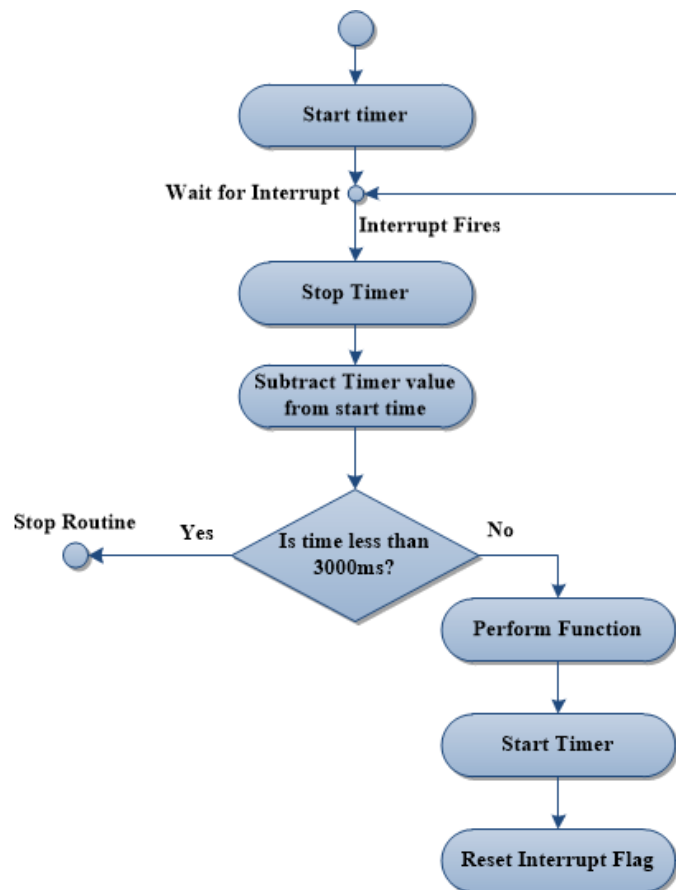 Start timer
Wait for Interrupt
Interrupt Fires
Stop Timer
Subtract Timer value
from start time
Stop Routine
Yes
Is time less than
3000ms?
No
Perform Function
Start Timer
Reset Interrupt Flag